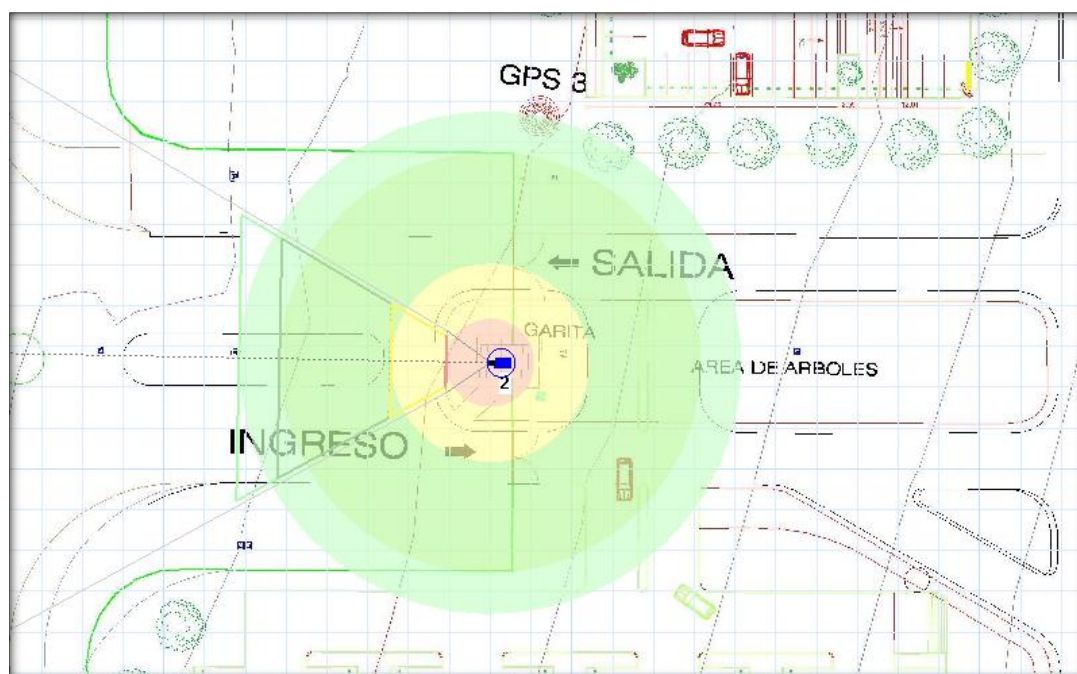 GPS 3
SALIDA
GARITA
AREA DE ARBOLES
2
INGRESO